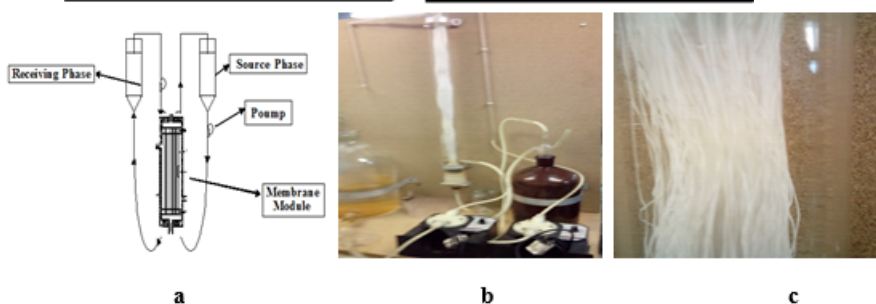 Receiving Phase
Source Phase
Poump
Membrane
Module
a
b
c